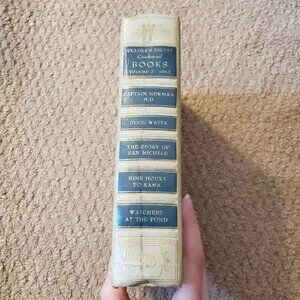 READER'S DIGEST
Condensed
BOOKS
VOLUME 2 · 1962
CAPTAIN NEWMAN
M.D.
DEVIL WATER
THE STORY OF
SAN MICHELE
NINE HOURS
TO RAMA
WATCHERS
AT THE POND